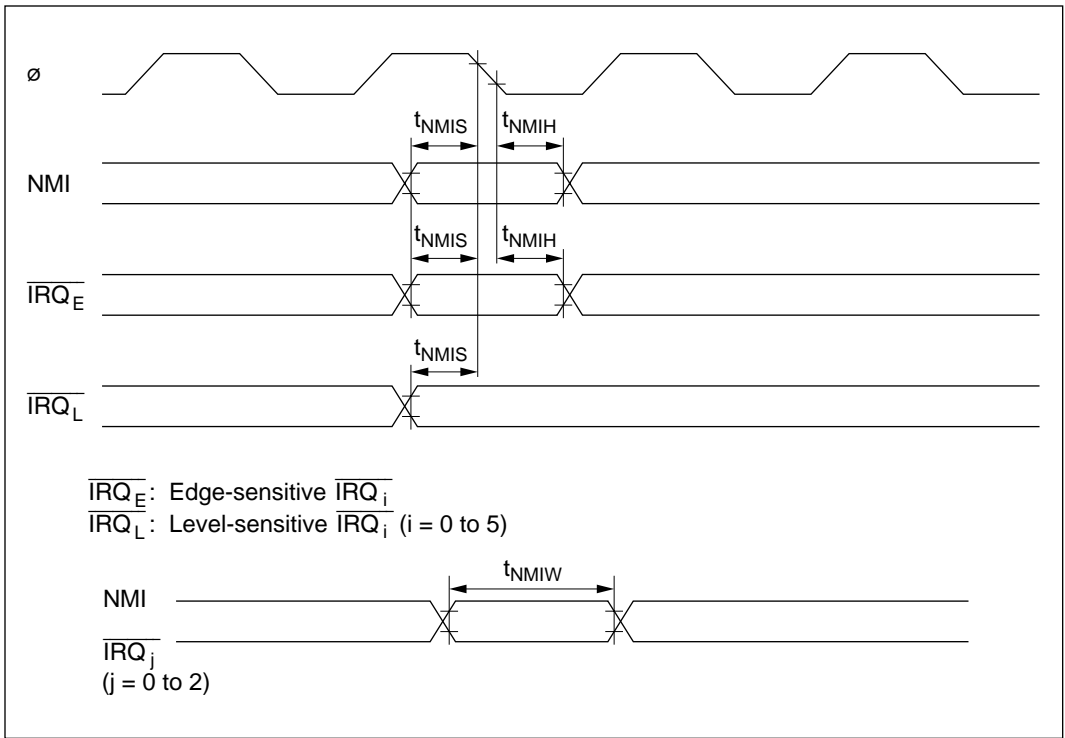 ø
tNMIS tNMIH
NMI
tNMIS tNMIH
IRQE
tNMIS
IRQL
IRQE: Edge-sensitive IRQi
IRQL: Level-sensitive IRQi (i = 0 to 5)
tNMIW
NMI
IRQj
(j = 0 to 2)